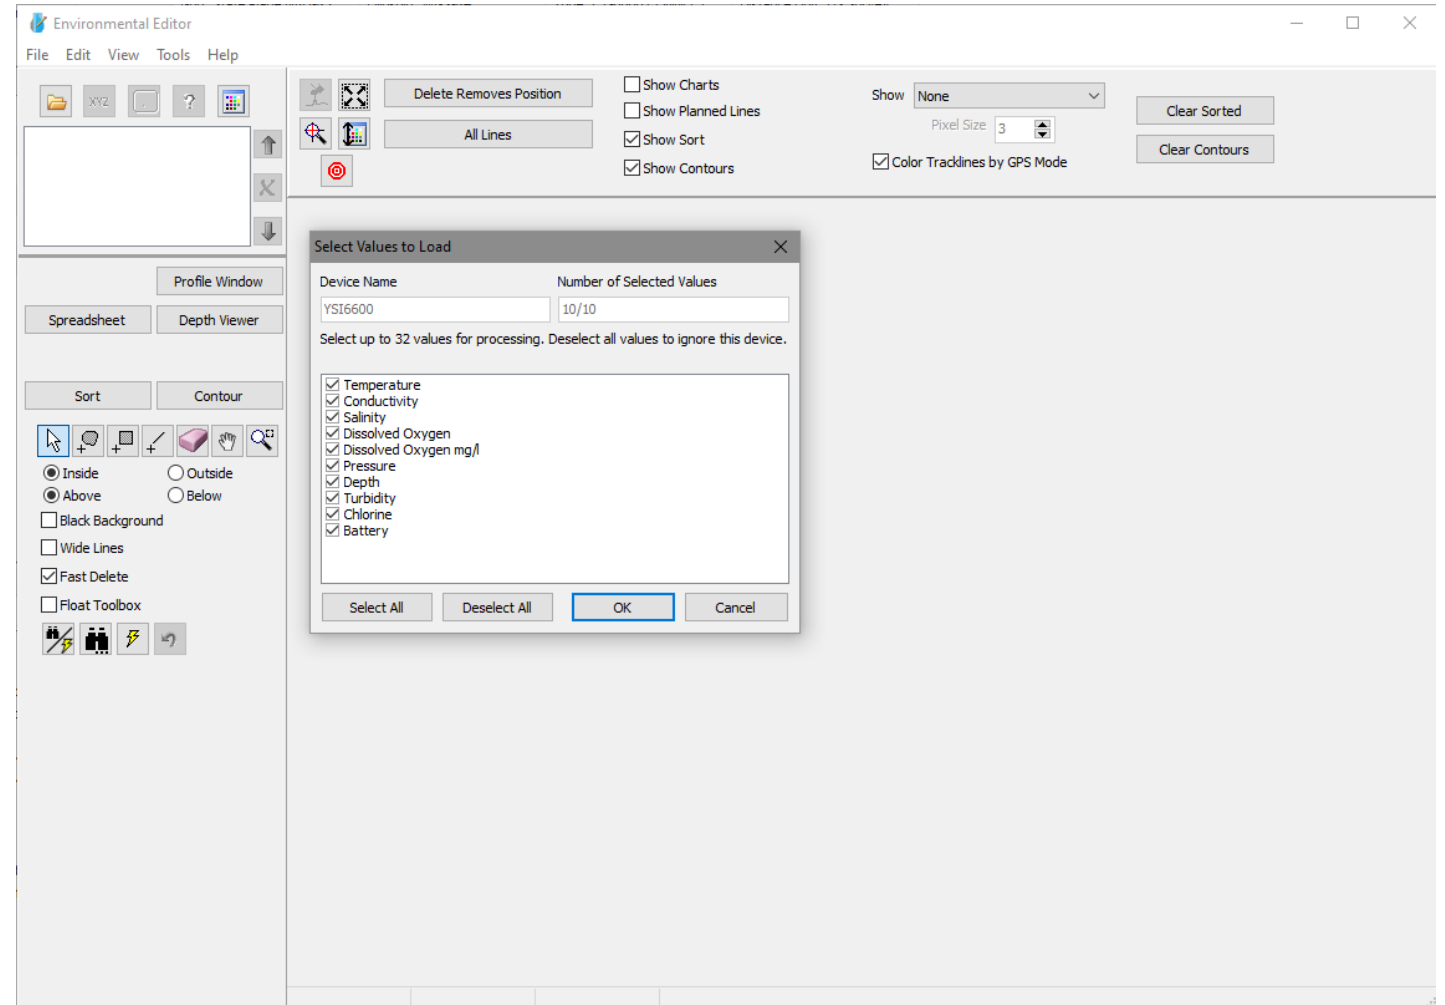 Environmental Editor
File Edit View Tools Help
XYZ
?
Delete Removes Position
All Lines
Show Charts
Show Planned Lines
Show Sort
Show Contours
Show None
Pixel Size 3
Color Tracklines by GPS Mode
Clear Sorted
Clear Contours
Profile Window
Spreadsheet Depth Viewer
Sort Contour
Inside Outside
Above Below
Black Background
Wide Lines
Fast Delete
Float Toolbox
Select Values to Load
Device Name Number of Selected Values
YSI6600 10/10
Select up to 32 values for processing. Deselect all values to ignore this device.
Temperature
Conductivity
Salinity
Dissolved Oxygen
Dissolved Oxygen mg/l
Pressure
Depth
Turbidity
Chlorine
Battery
Select All Deselect All OK Cancel